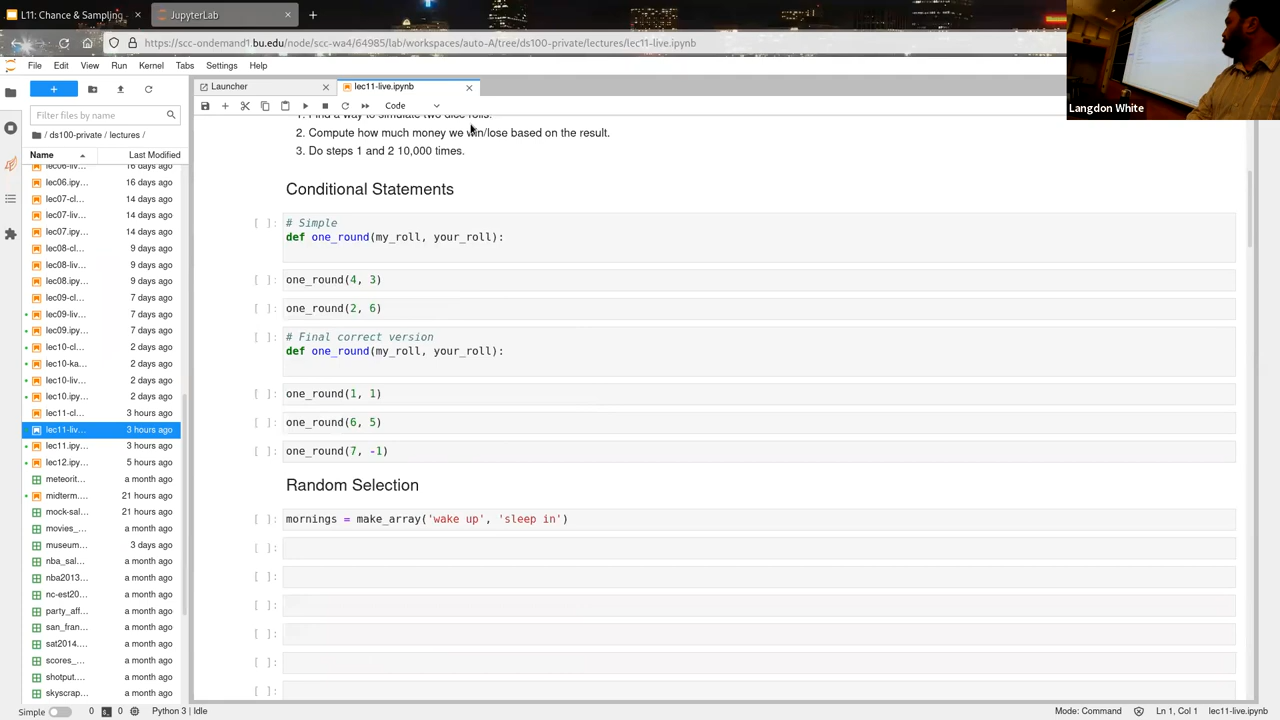 L11: Chance & Sampling
JupyterLab
https://scc-ondemand1.bu.edu/node/scc-wa4/64985/lab/workspaces/auto-A/tree/ds100-private/lectures/lec11-live.ipynb
Langdon White
File Edit View Run Kernel Tabs Settings Help
Launcher
lec11-live.ipynb
Code
Filter files by name
/ ds100-private / lectures /
Name Last Modified
lec06-liv... 16 days ago
lec06.ipy... 16 days ago
lec07-cl... 14 days ago
lec07-liv... 14 days ago
lec07.ipy... 14 days ago
lec08-cl... 9 days ago
lec08-liv... 9 days ago
lec08.ipy... 9 days ago
lec09-cl... 7 days ago
lec09-liv... 7 days ago
lec09.ipy... 7 days ago
lec10-cl... 2 days ago
lec10-ka... 2 days ago
lec10-liv... 2 days ago
lec10.ipy... 2 days ago
lec11-cl... 3 hours ago
lec11-liv... 3 hours ago
lec11.ipy... 3 hours ago
lec12.ipy... 5 hours ago
meteorit... a month ago
midterm.... 21 hours ago
mock-sal... 21 hours ago
movies_... a month ago
museum... 3 days ago
nba_sal... a month ago
nba2013... a month ago
nc-est20... a month ago
party_aff... a month ago
san_fran... a month ago
sat2014.... a month ago
scores_... a month ago
shotput.... a month ago
skyscrap... a month ago
1. Find a way to simulate two dice rolls.
2. Compute how much money we win/lose based on the result.
3. Do steps 1 and 2 10,000 times.
Conditional Statements
[ ]: # Simple
def one_round(my_roll, your_roll):
[ ]: one_round(4, 3)
[ ]: one_round(2, 6)
[ ]: # Final correct version
def one_round(my_roll, your_roll):
[ ]: one_round(1, 1)
[ ]: one_round(6, 5)
[ ]: one_round(7, -1)
Random Selection
[ ]: mornings = make_array('wake up', 'sleep in')
[ ]:
[ ]:
[ ]:
[ ]:
[ ]:
[ ]:
Simple 0 0 Python 3 | Idle Mode: Command Ln 1, Col 1 lec11-live.ipynb